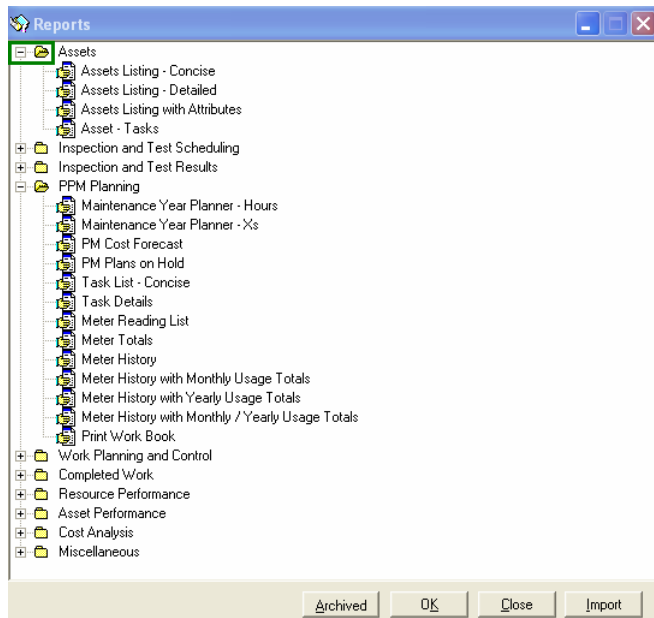 Reports
Assets
Assets Listing - Concise
Assets Listing - Detailed
Assets Listing with Attributes
Asset - Tasks
Inspection and Test Scheduling
Inspection and Test Results
PPM Planning
Maintenance Year Planner - Hours
Maintenance Year Planner - Xs
PM Cost Forecast
PM Plans on Hold
Task List - Concise
Task Details
Meter Reading List
Meter Totals
Meter History
Meter History with Monthly Usage Totals
Meter History with Yearly Usage Totals
Meter History with Monthly / Yearly Usage Totals
Print Work Book
Work Planning and Control
Completed Work
Resource Performance
Asset Performance
Cost Analysis
Miscellaneous
Archived OK Close Import